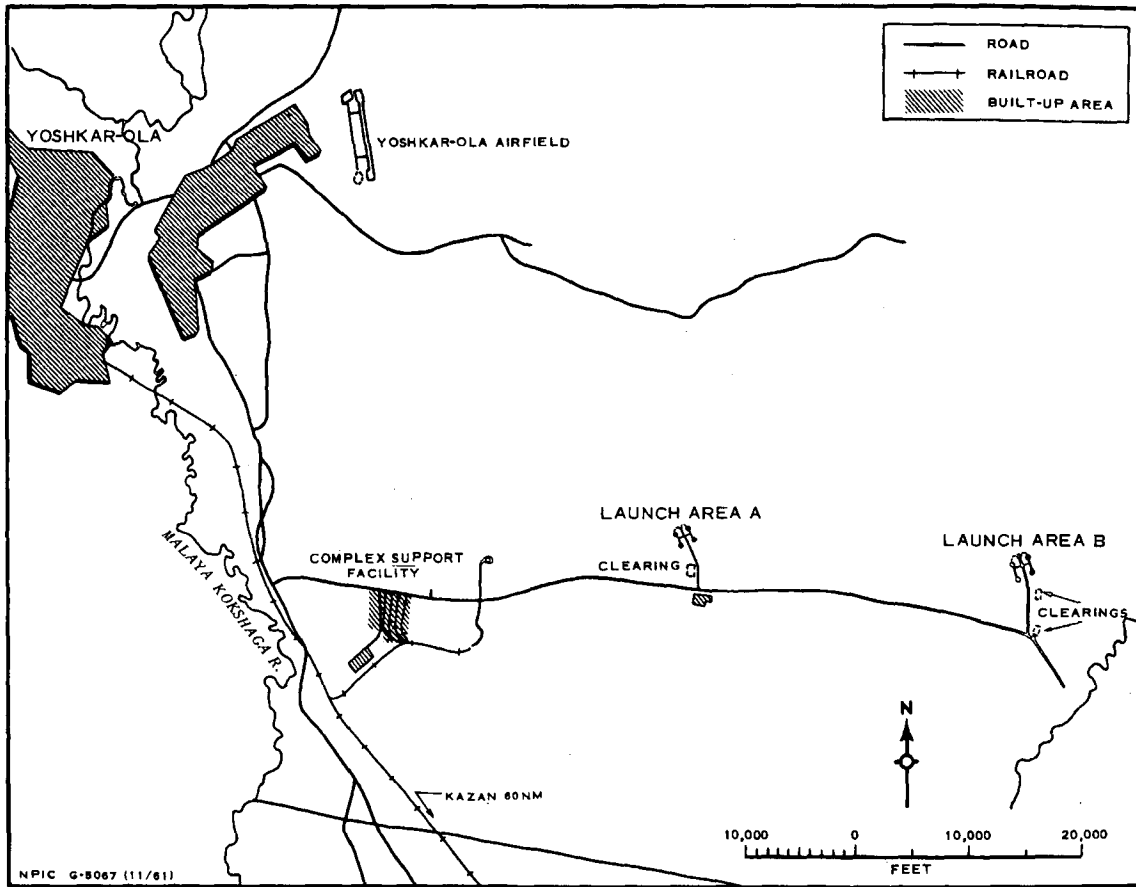 ROAD
RAILROAD
BUILT-UP AREA
YOSHKAR-OLA
YOSHKAR-OLA AIRFIELD
LAUNCH AREA A
LAUNCH AREA B
COMPLEX SUPPORT
FACILITY
CLEARING
CLEARINGS
MALAYA KOKSHAGA R.
N
KAZAN 60NM
10,000 0 10,000 20,000
FEET
NPIC G-5067 (11/61)